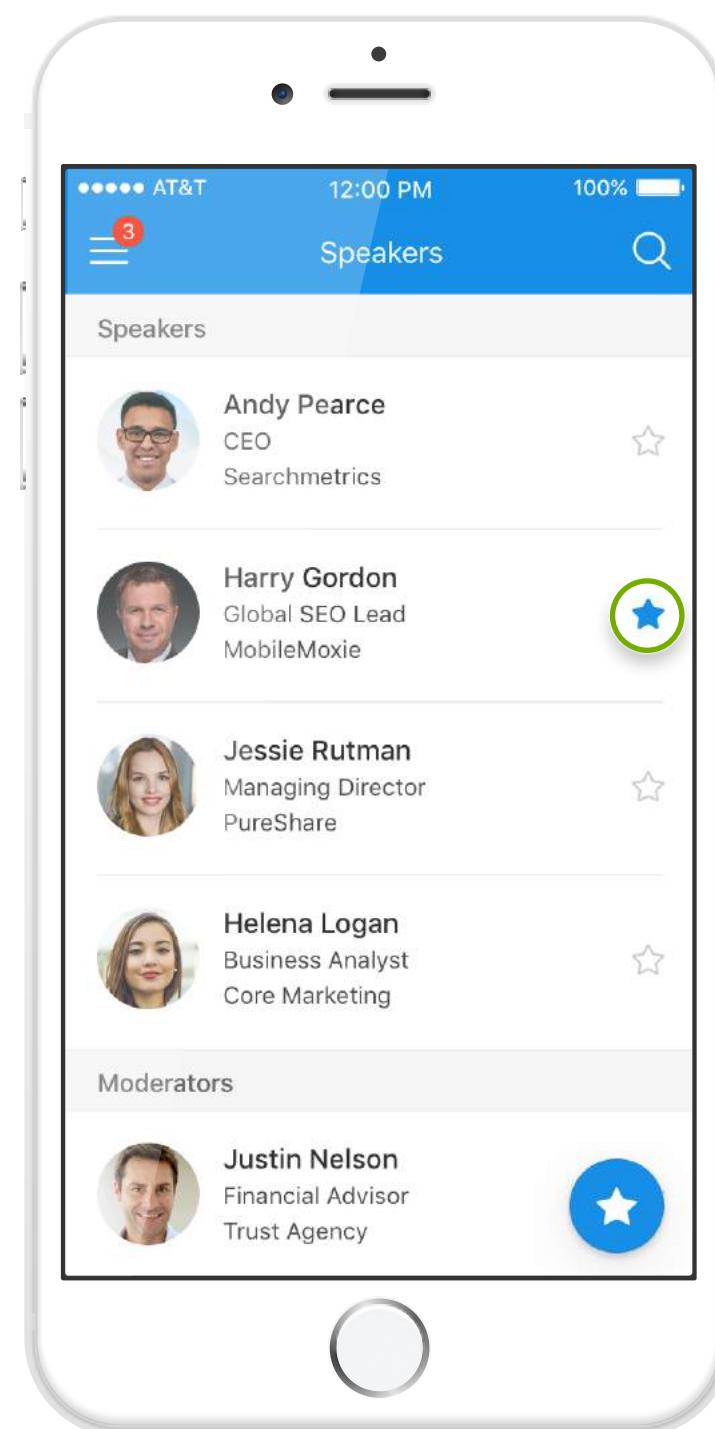 AT&T 12:00 PM 100%
3
Speakers
Speakers
Andy Pearce
CEO
Searchmetrics
Harry Gordon
Global SEO Lead
MobileMoxie
Jessie Rutman
Managing Director
PureShare
Helena Logan
Business Analyst
Core Marketing
Moderators
Justin Nelson
Financial Advisor
Trust Agency